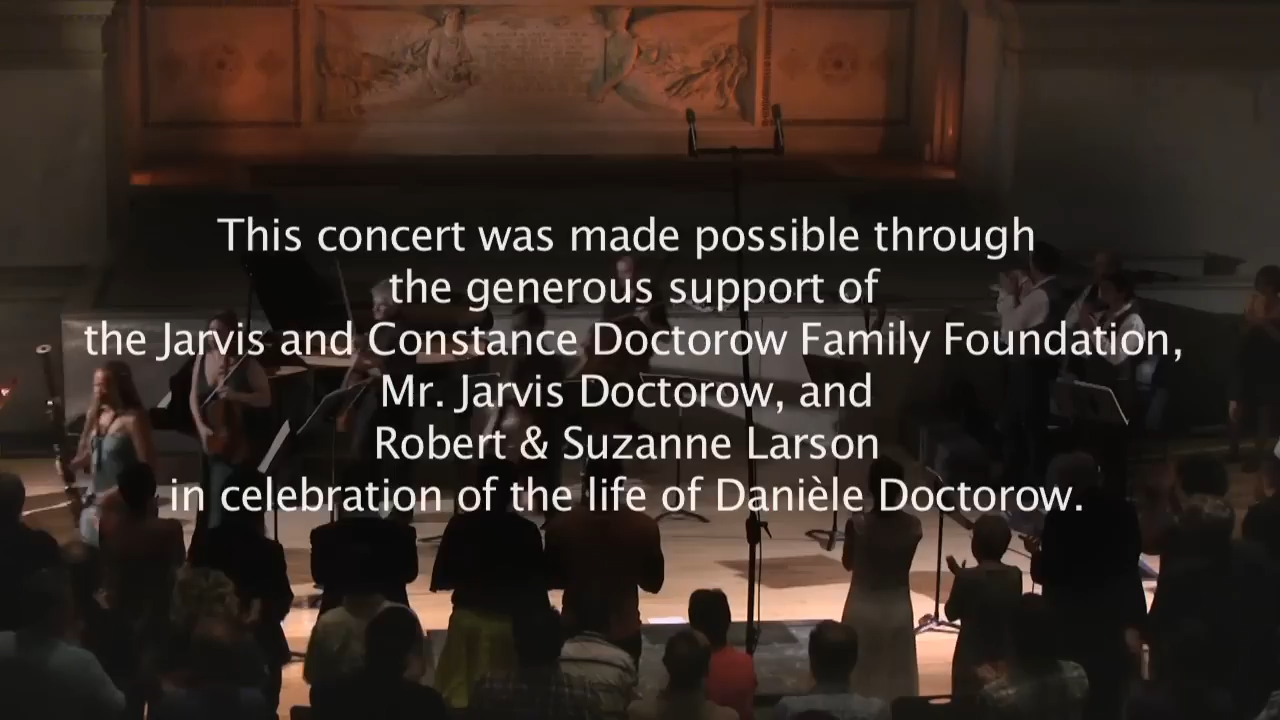 This concert was made possible through
the generous support of
the Jarvis and Constance Doctorow Family Foundation,
Mr. Jarvis Doctorow, and
Robert & Suzanne Larson
in celebration of the life of Danièle Doctorow.